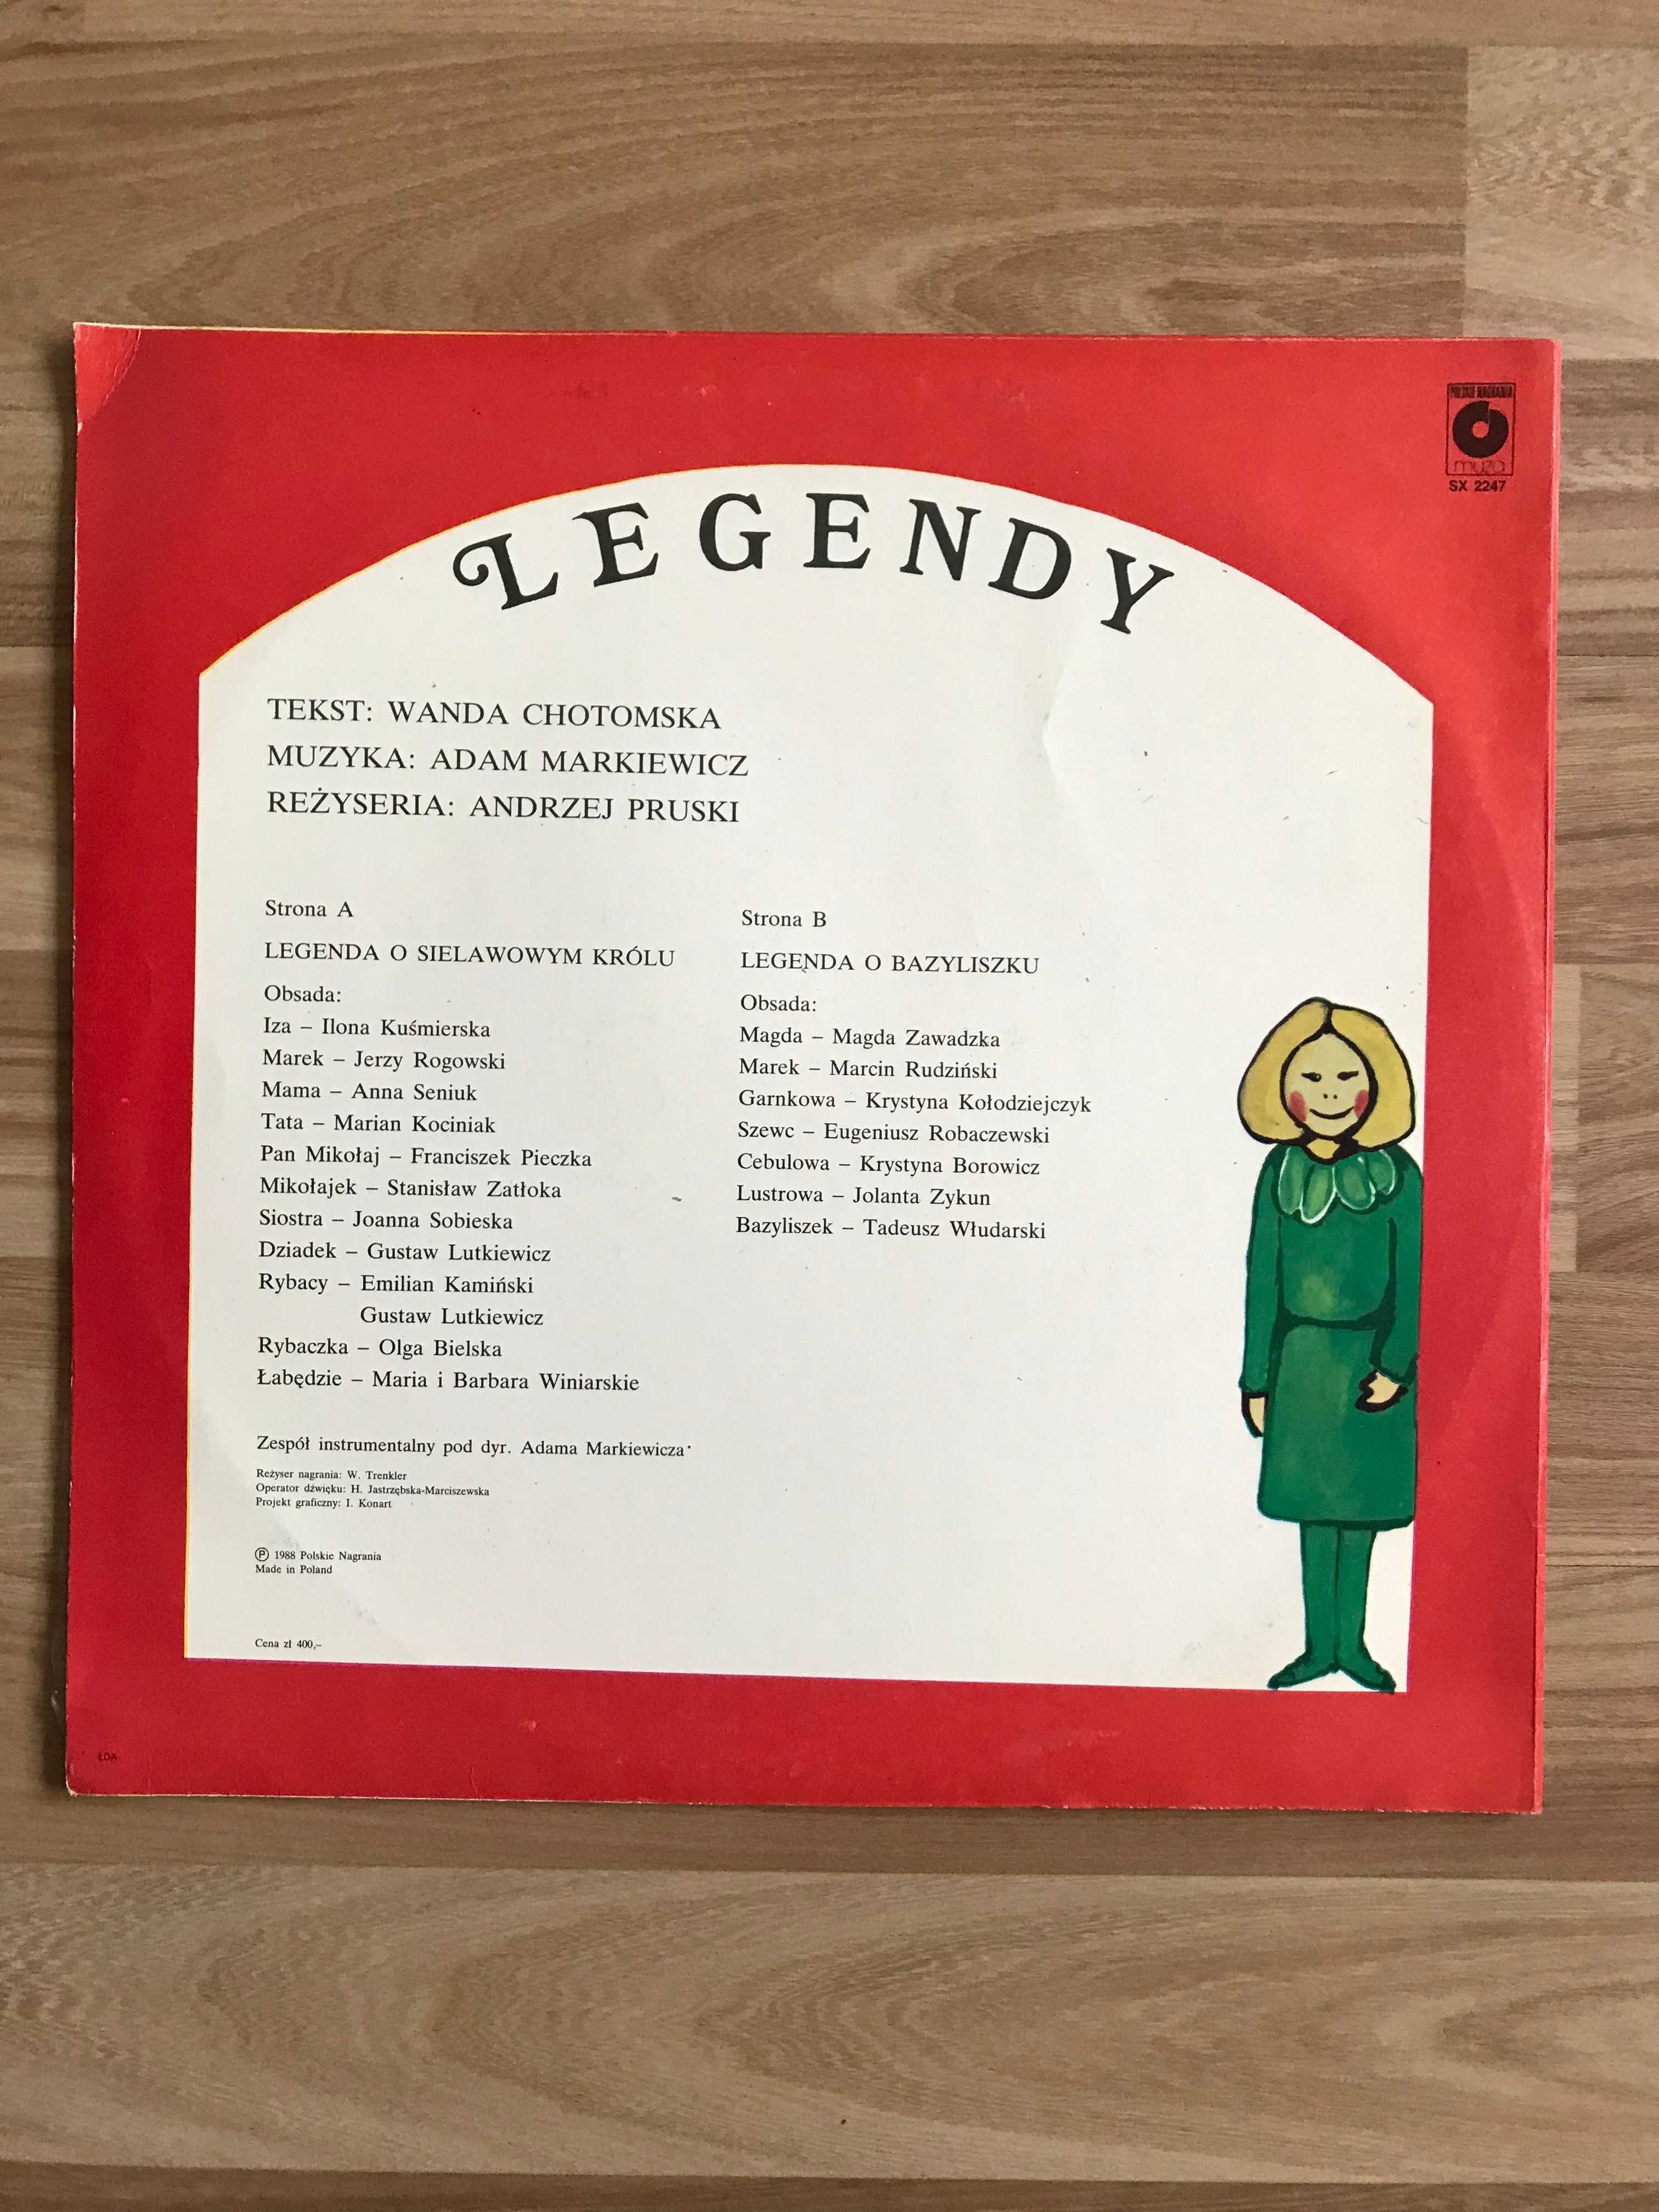 POLSKIE NAGRANIA
muza
SX 2247
LEGENDY
TEKST: WANDA CHOTOMSKA
MUZYKA: ADAM MARKIEWICZ
REŻYSERIA: ANDRZEJ PRUSKI
Strona A
LEGENDA O SIELAWOWYM KRÓLU
Obsada:
Iza – Ilona Kuśmierska
Marek – Jerzy Rogowski
Mama – Anna Seniuk
Tata – Marian Kociniak
Pan Mikołaj – Franciszek Pieczka
Mikołajek – Stanisław Zatłoka
Siostra – Joanna Sobieska
Dziadek – Gustaw Lutkiewicz
Rybacy – Emilian Kamiński
Gustaw Lutkiewicz
Rybaczka – Olga Bielska
Łabędzie – Maria i Barbara Winiarskie
Strona B
LEGENDA O BAZYLISZKU
Obsada:
Magda – Magda Zawadzka
Marek – Marcin Rudziński
Garnkowa – Krystyna Kołodziejczyk
Szewc – Eugeniusz Robaczewski
Cebulowa – Krystyna Borowicz
Lustrowa – Jolanta Zykun
Bazyliszek – Tadeusz Włudarski
Zespół instrumentalny pod dyr. Adama Markiewicza
Reżyser nagrania: W. Trenkler
Operator dźwięku: H. Jastrzębska-Marciszewska
Projekt graficzny: I. Konart
Ⓟ 1988 Polskie Nagrania
Made in Poland
Cena zł 400,–
ŁDA